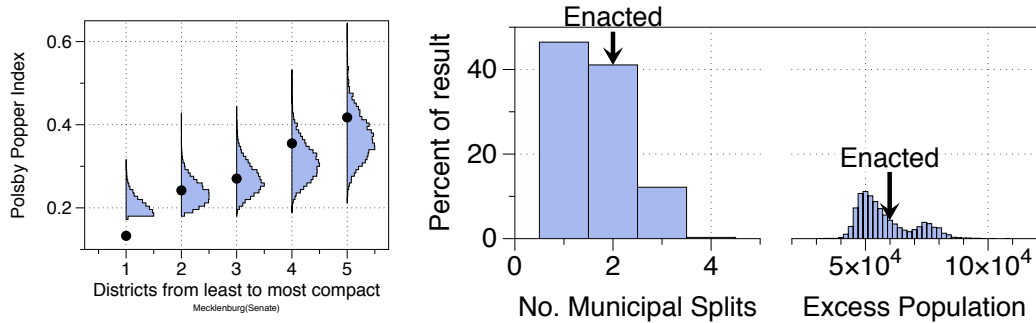 Polsby Popper Index
0.6
0.4
0.2
1 2 3 4 5
Districts from least to most compact
Mecklenburg(Senate)
Percent of result
40
20
0
Enacted
0 2 4
No. Municipal Splits
Enacted
5×10⁴ 10×10⁴
Excess Population